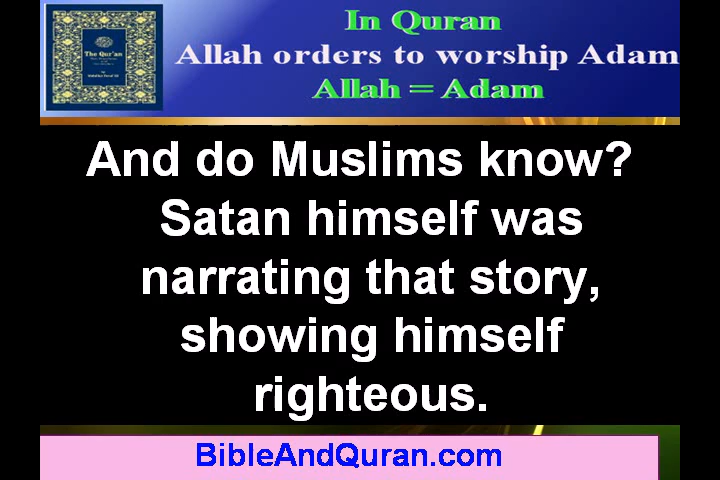 In Quran
Allah orders to worship Adam
Allah = Adam
The Qur'an
And do Muslims know?
Satan himself was
narrating that story,
showing himself
righteous.
BibleAndQuran.com